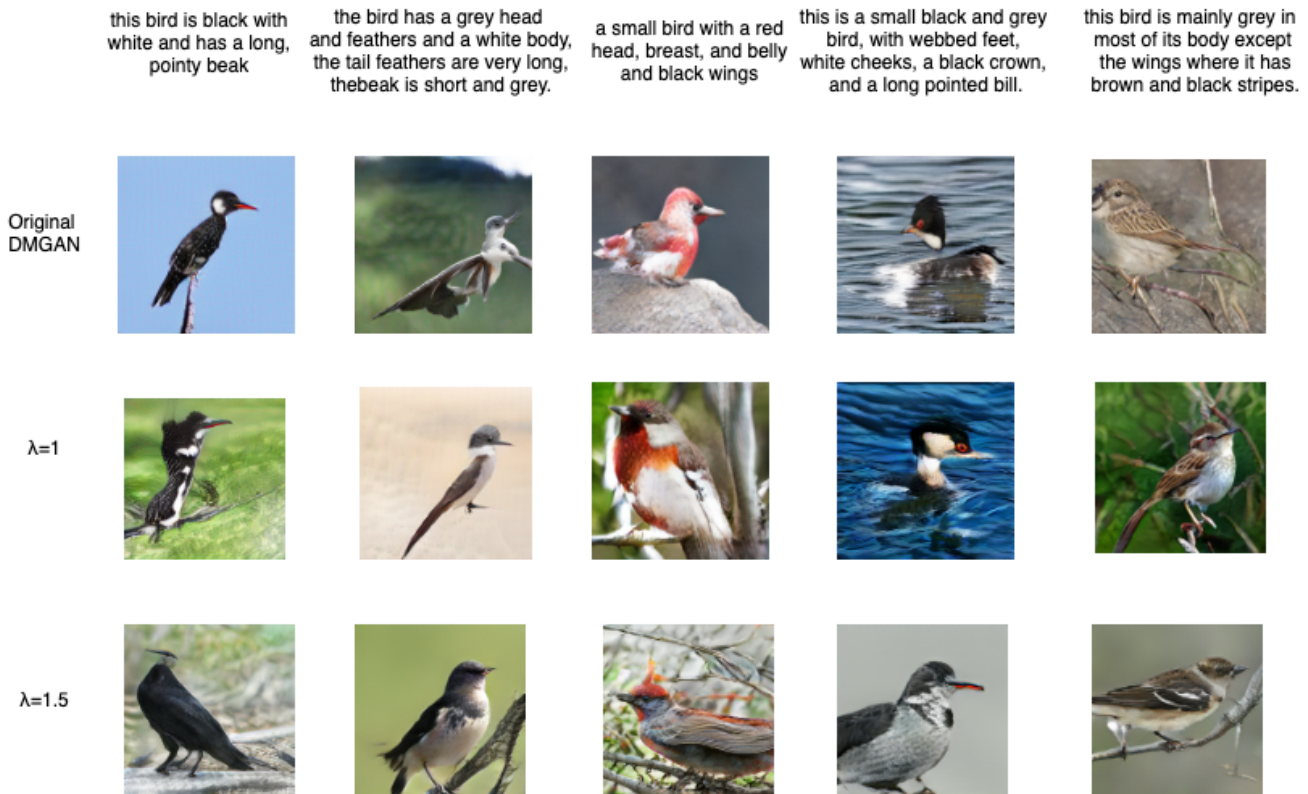 this bird is black with
white and has a long,
pointy beak
the bird has a grey head
and feathers and a white body,
the tail feathers are very long,
thebeak is short and grey.
a small bird with a red
head, breast, and belly
and black wings
this is a small black and grey
bird, with webbed feet,
white cheeks, a black crown,
and a long pointed bill.
this bird is mainly grey in
most of its body except
the wings where it has
brown and black stripes.
Original
DMGAN
λ=1
λ=1.5